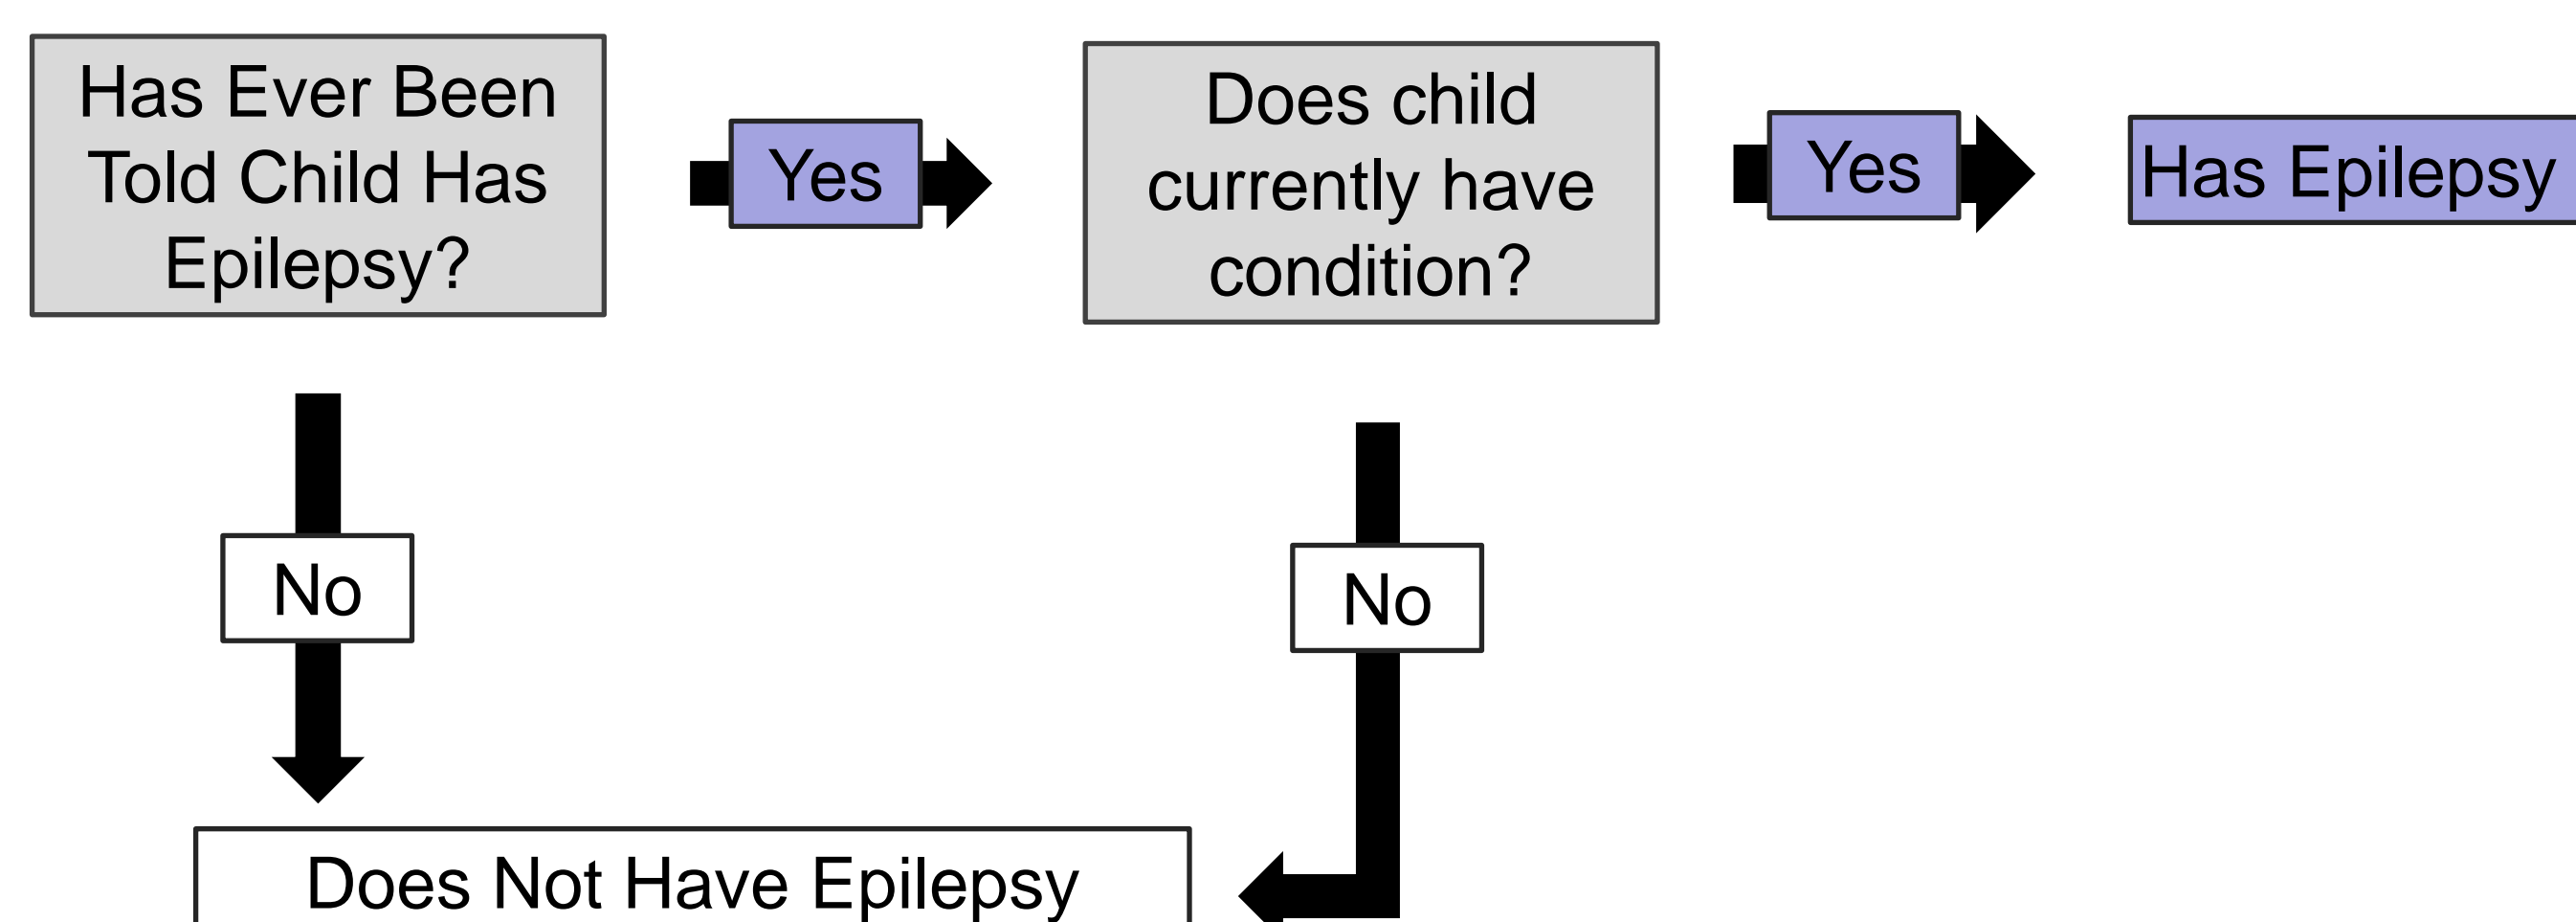 Has Ever Been
Told Child Has
Epilepsy?
Yes
Does child
currently have
condition?
Yes
Has Epilepsy
No
No
Does Not Have Epilepsy